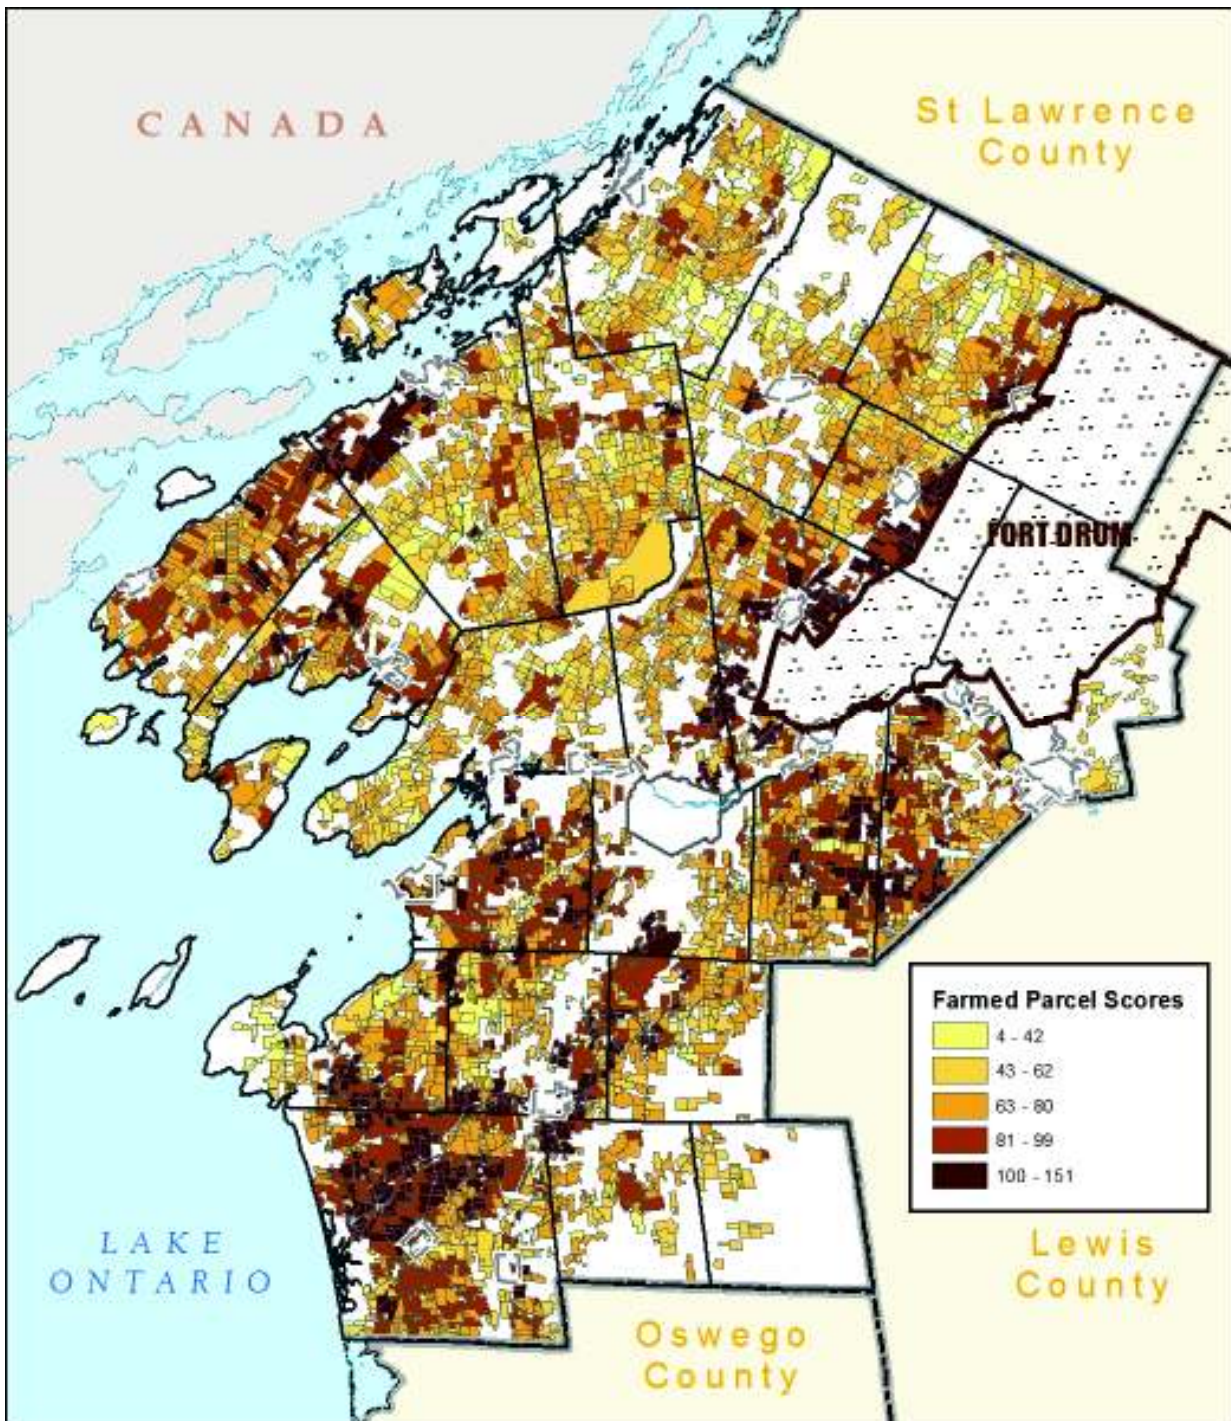 CANADA
St Lawrence
County
FORT DRUM
Farmed Parcel Scores
4 - 42
43 - 62
63 - 80
81 - 99
100 - 151
LAKE
ONTARIO
Lewis
County
Oswego
County